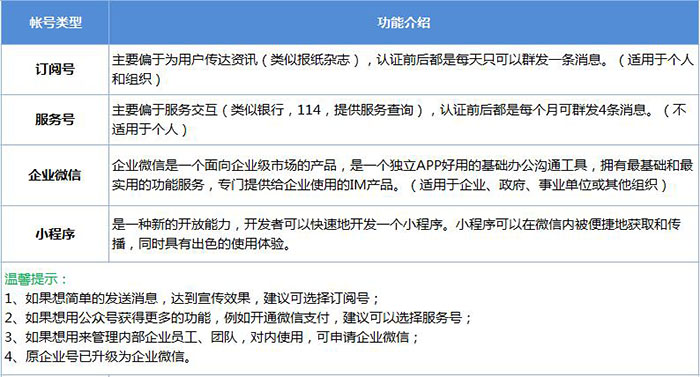 帐号类型 功能介绍
订阅号
主要偏于为用户传达资讯（类似报纸杂志），认证前后都是每天只可以群发一条消息。（适用于个人
和组织）
服务号
主要偏于服务交互（类似银行，114，提供服务查询），认证前后都是每个月可群发4条消息。（不
适用于个人）
企业微信
企业微信是一个面向企业级市场的产品，是一个独立APP好用的基础办公沟通工具，拥有最基础和最
实用的功能服务，专门提供给企业使用的IM产品。（适用于企业、政府、事业单位或其他组织）
小程序
是一种新的开放能力，开发者可以快速地开发一个小程序。小程序可以在微信内被便捷地获取和传
播，同时具有出色的使用体验。
温馨提示：
1、如果想简单的发送消息，达到宣传效果，建议可选择订阅号；
2、如果想用公众号获得更多的功能，例如开通微信支付，建议可以选择服务号；
3、如果想用来管理内部企业员工、团队，对内使用，可申请企业微信；
4、原企业号已升级为企业微信。